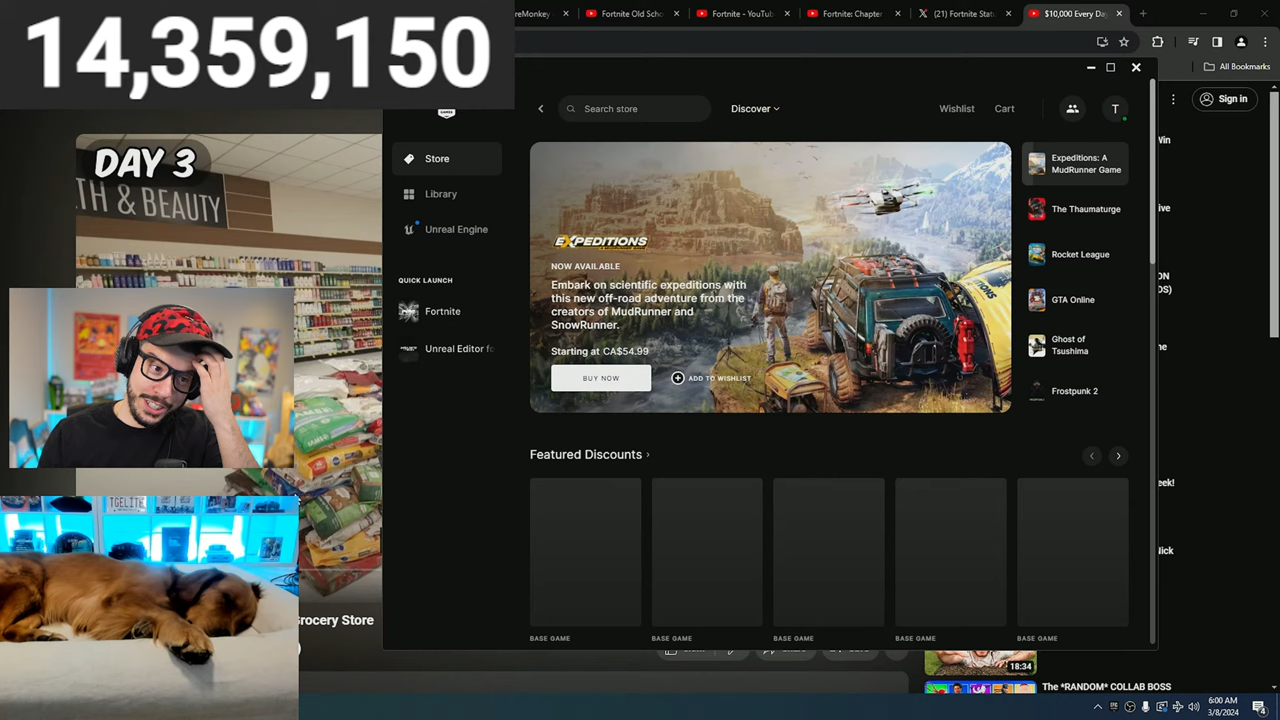 14,359,150
reMonkey
Fortnite Old Scho
Fortnite - YouTu
Fortnite: Chapter
(21) Fortnite Stat
$10,000 Every Da
All Bookmarks
Search store
Discover
Wishlist
Cart
T
Sign in
DAY 3
TH & BEAUTY
Store
Library
Unreal Engine
QUICK LAUNCH
Fortnite
Unreal Editor fo
EXPEDITIONS
NOW AVAILABLE
Embark on scientific expeditions with
this new off-road adventure from the
creators of MudRunner and
SnowRunner.
Starting at CA$54.99
BUY NOW
ADD TO WISHLIST
Expeditions: A
MudRunner Game
The Thaumaturge
Rocket League
GTA Online
Ghost of
Tsushima
Frostpunk 2
Win
Featured Discounts
BASE GAME
BASE GAME
BASE GAME
BASE GAME
BASE GAME
TGELITE
Grocery Store
18:34
The *RANDOM* COLLAB BOSS
6:00 AM
3/8/2024